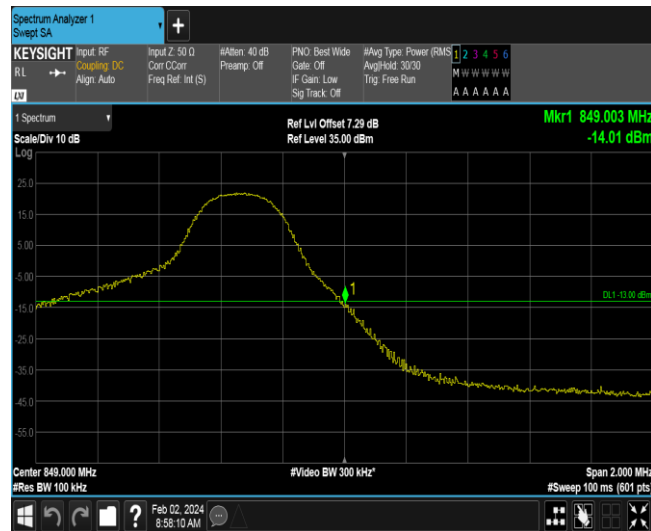 Spectrum Analyzer 1
Swept SA
KEYSIGHT
RL
LXI
Input: RF
Coupling: DC
Align: Auto
Input Z: 50 Ω
Corr CCorr
Freq Ref: Int (S)
#Atten: 40 dB
Preamp: Off
PNO: Best Wide
Gate: Off
IF Gain: Low
Sig Track: Off
#Avg Type: Power (RMS
Avg|Hold: 30/30
Trig: Free Run
1 2 3 4 5 6
M W W W W W
A A A A A A
1 Spectrum
Scale/Div 10 dB
Log
Ref Lvl Offset 7.29 dB
Ref Level 35.00 dBm
Mkr1 849.003 MHz
-14.01 dBm
25.0
15.0
5.00
-5.00
-15.0
-25.0
-35.0
-45.0
-55.0
1
DL1 -13.00 dBm
Center 849.000 MHz
#Res BW 100 kHz
#Video BW 300 kHz*
Span 2.000 MHz
#Sweep 100 ms (601 pts)
?
Feb 02, 2024
8:58:10 AM